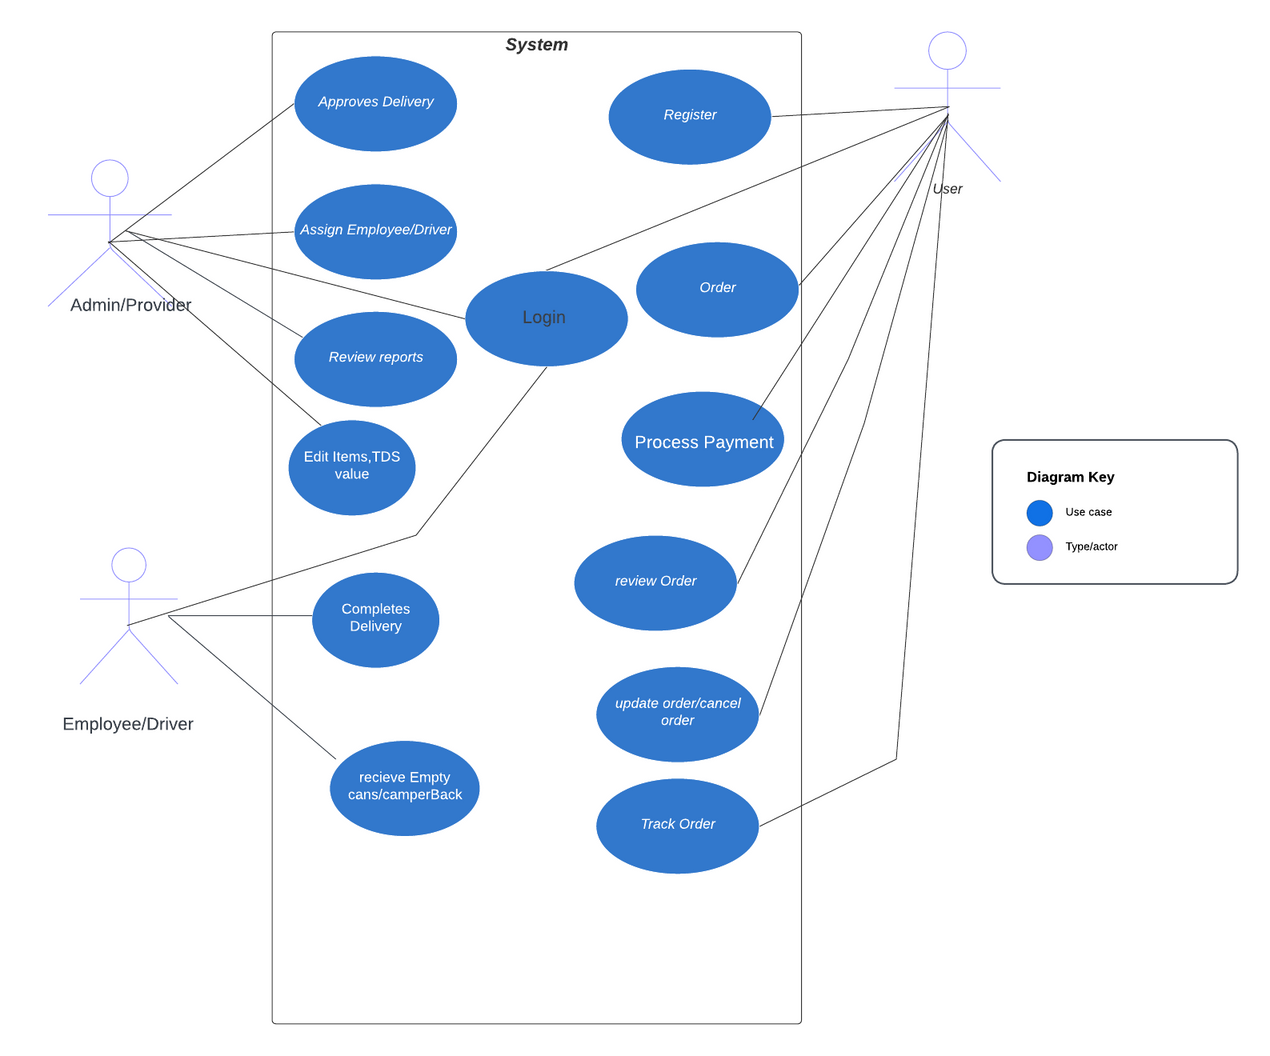 System
Approves Delivery
Register
User
Assign Employee/Driver
Order
Admin/Provider
Login
Review reports
Process Payment
Edit Items,TDS
value
Diagram Key
Use case
Type/actor
review Order
Completes
Delivery
Employee/Driver
update order/cancel
order
recieve Empty
cans/camperBack
Track Order